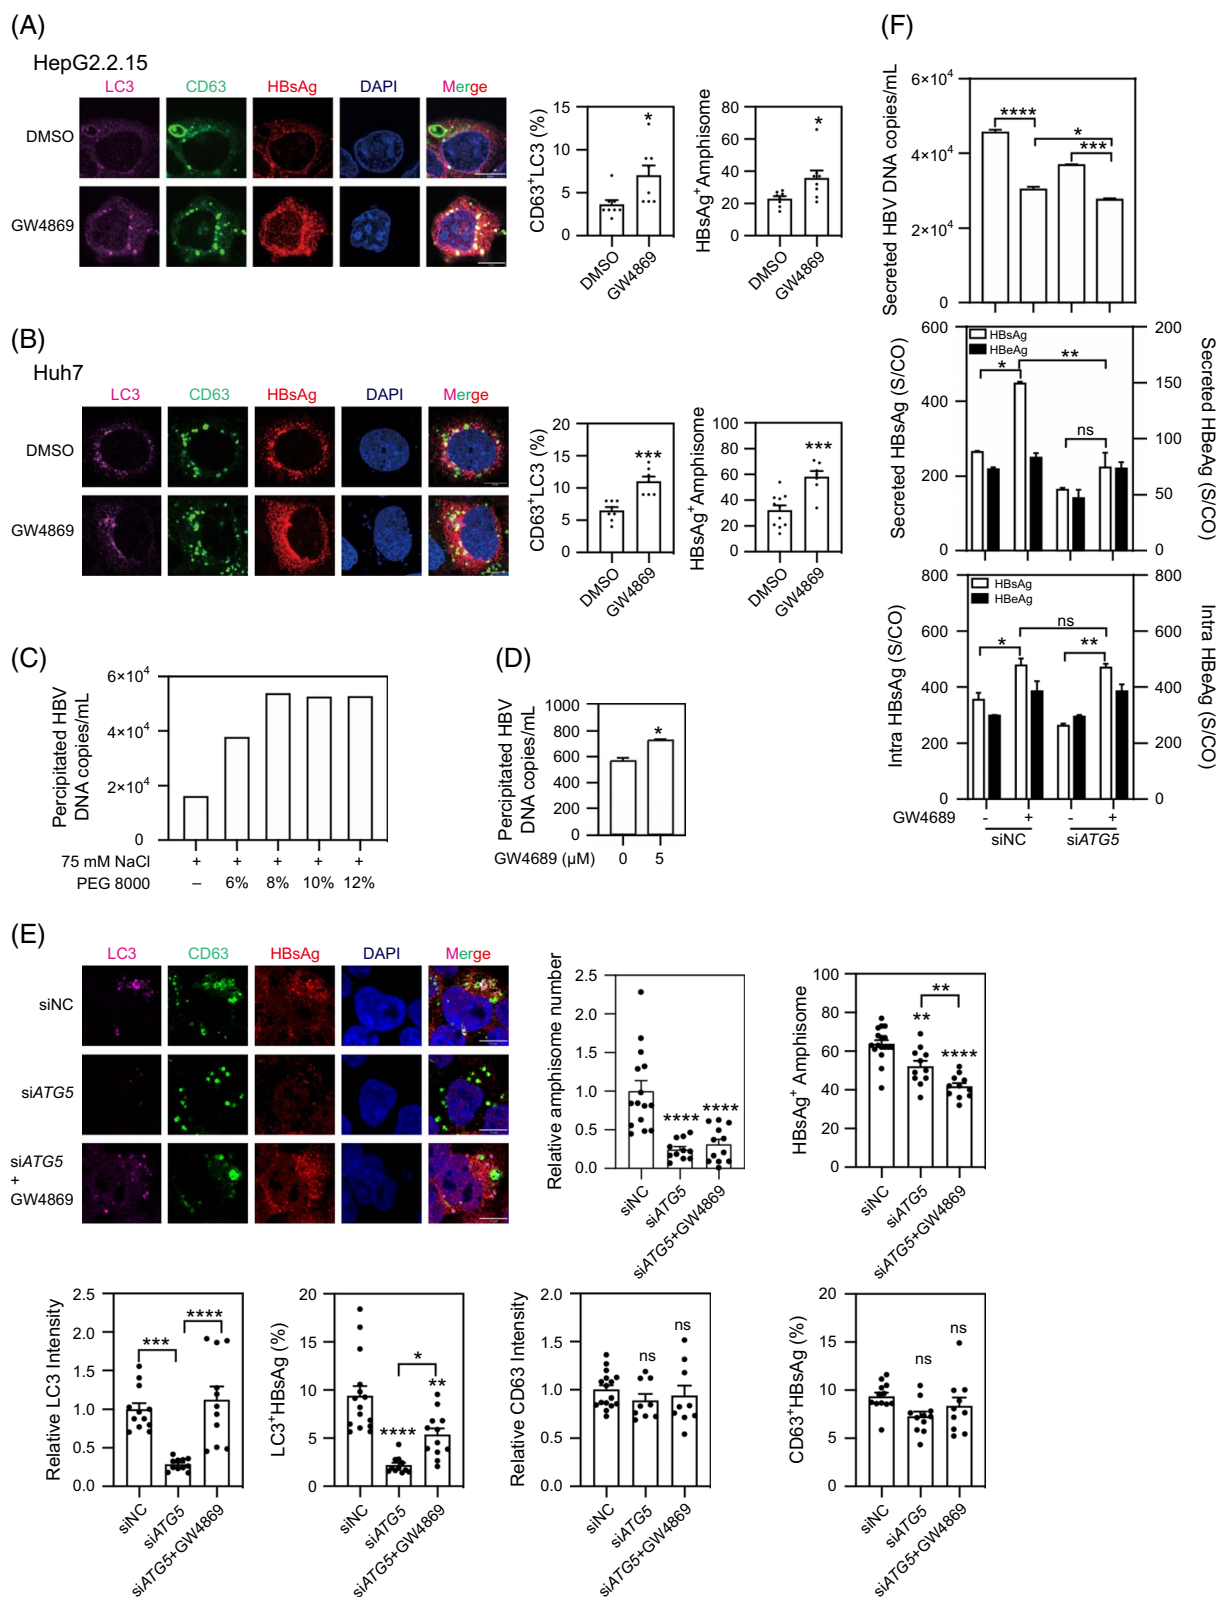 (A)
HepG2.2.15
LC3 CD63 HBsAg DAPI Merge
DMSO
GW4869
CD63+LC3 (%)
15
10
5
0
*
DMSO
GW4869
HBsAg+Amphisome
80
60
40
20
0
*
DMSO
GW4869
(B)
Huh7
LC3 CD63 HBsAg DAPI Merge
DMSO
GW4869
CD63+LC3 (%)
20
15
10
5
0
***
DMSO
GW4869
HBsAg+Amphisome
100
80
60
40
20
0
***
DMSO
GW4869
(C)
Percipitated HBV
DNA copies/mL
6×10⁴
4×10⁴
2×10⁴
0
75 mM NaCl + + + + +
PEG 8000 – 6% 8% 10% 12%
(D)
Percipitated HBV
DNA copies/mL
1000
800
600
400
200
0
*
GW4689 (μM) 0 5
(E)
LC3 CD63 HBsAg DAPI Merge
siNC
siATG5
siATG5
+
GW4869
Relative amphisome number
2.5
2.0
1.5
1.0
0.5
0.0
**** ****
siNC
siATG5
siATG5+GW4869
HBsAg+ Amphisome
100
80
60
40
20
0
**
**
****
siNC
siATG5
siATG5+GW4869
Relative LC3 Intensity
2.5
2.0
1.5
1.0
0.5
0.0
***
****
siNC
siATG5
siATG5+GW4869
LC3+HBsAg (%)
20
15
10
5
0
*
****
**
siNC
siATG5
siATG5+GW4869
Relative CD63 Intensity
2.0
1.5
1.0
0.5
0.0
ns
ns
siNC
siATG5
siATG5+GW4869
CD63+HBsAg (%)
20
15
10
5
0
ns
ns
siNC
siATG5
siATG5+GW4869
(F)
Secreted HBV DNA copies/mL
6×10⁴
4×10⁴
2×10⁴
0
****
*
***
Secreted HBsAg (S/CO)
600
400
200
0
HBsAg
HBeAg
*
**
ns
200
150
100
50
0
Secreted HBeAg (S/CO)
Intra HBsAg (S/CO)
800
600
400
200
0
HBsAg
HBeAg
*
ns
**
800
600
400
200
0
Intra HBeAg (S/CO)
GW4689 - + - +
siNC siATG5